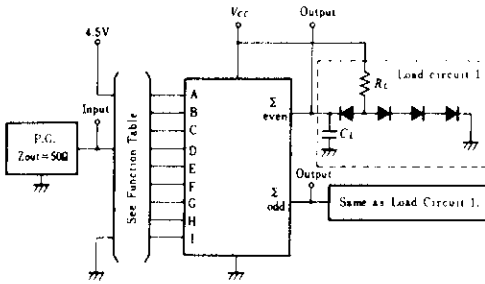 VCC
Output
4.5V
Input
P.G.
Zout=50Ω
See Function Table
A
B
C
D
E
F
G
H
I
Σ
even
Σ
odd
RL
CL
Load circuit 1
Output
Same as Load Circuit 1.